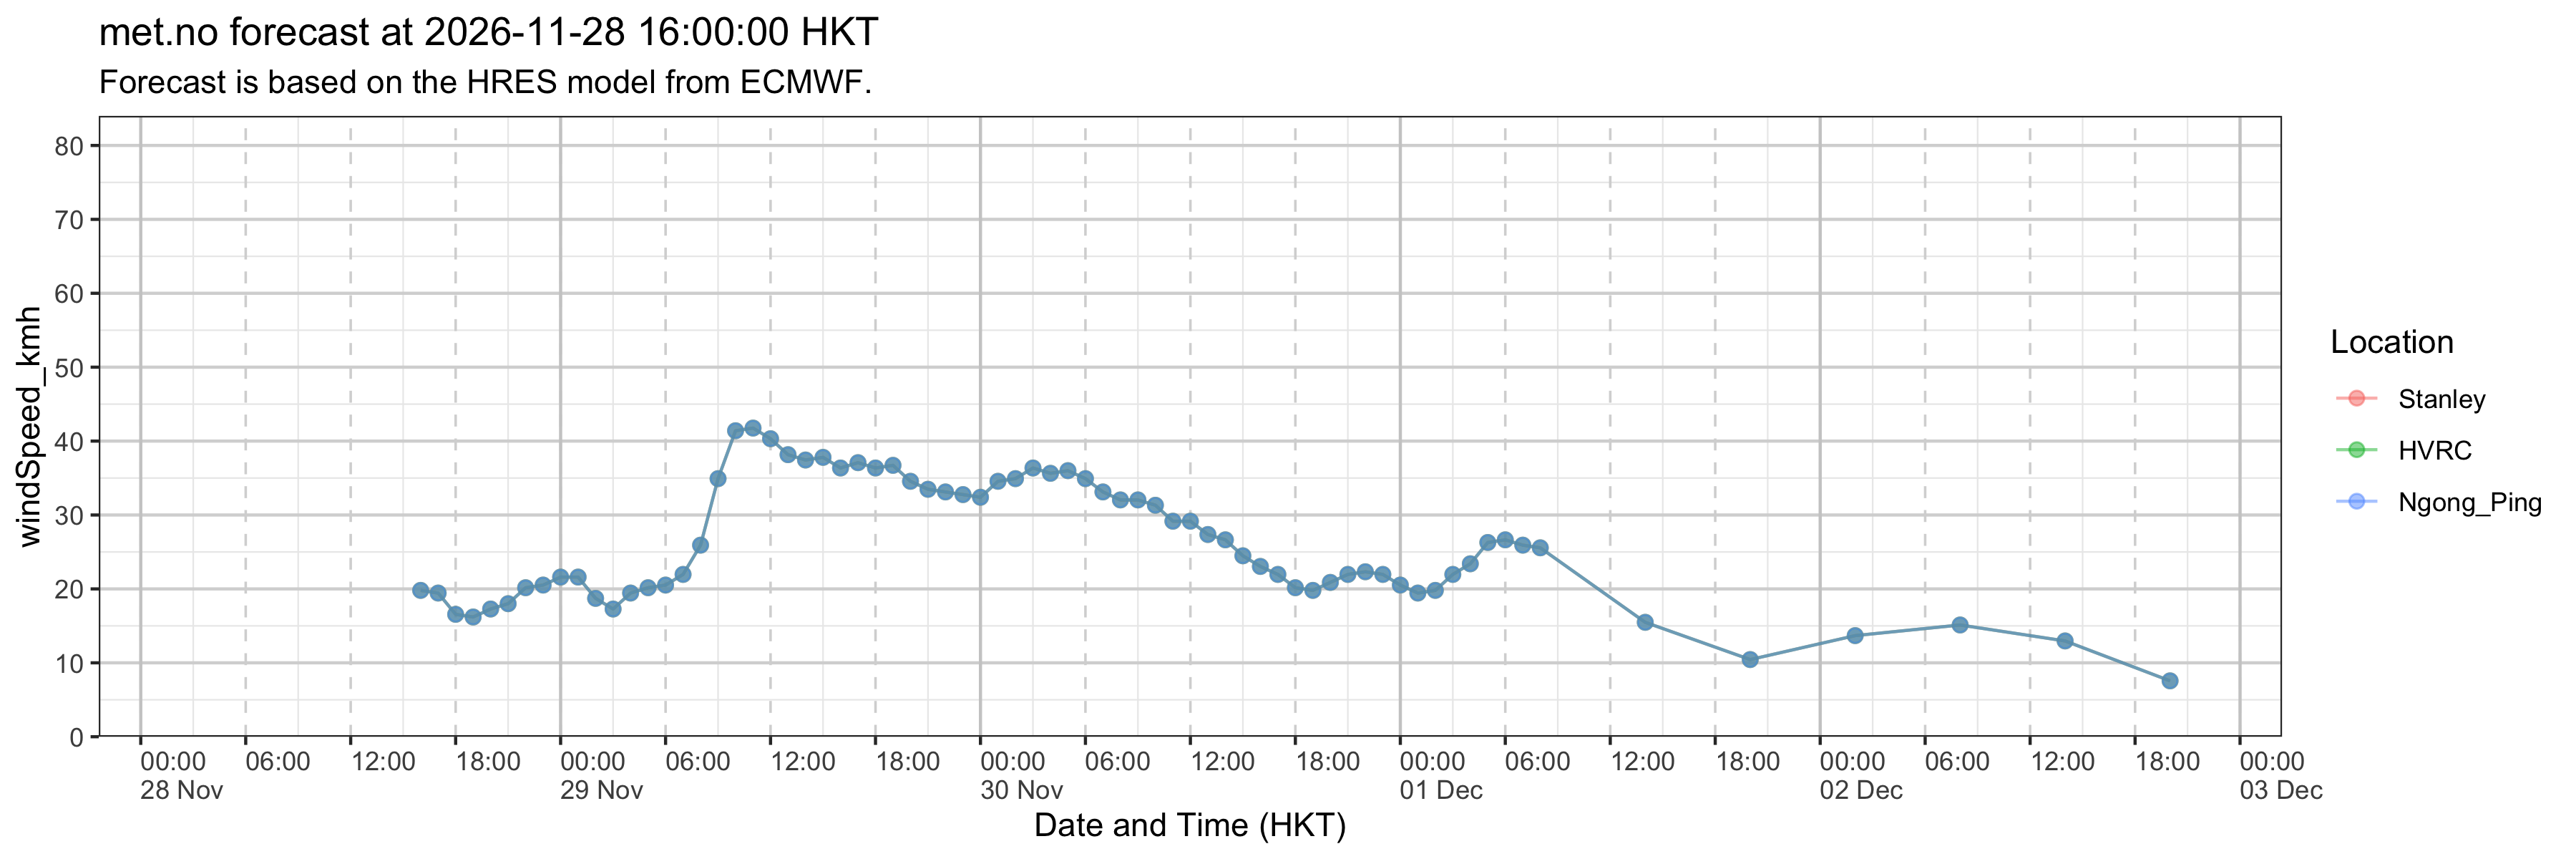 met.no forecast at 2026-11-28 16:00:00 HKT
Forecast is based on the HRES model from ECMWF.
windSpeed_kmh
80
70
60
50
40
30
20
10
0
00:00 06:00 12:00 18:00 00:00 06:00 12:00 18:00 00:00 06:00 12:00 18:00 00:00 06:00 12:00 18:00 00:00 06:00 12:00 18:00 00:00
28 Nov 29 Nov 30 Nov 01 Dec 02 Dec 03 Dec
Date and Time (HKT)
Location
Stanley
HVRC
Ngong_Ping